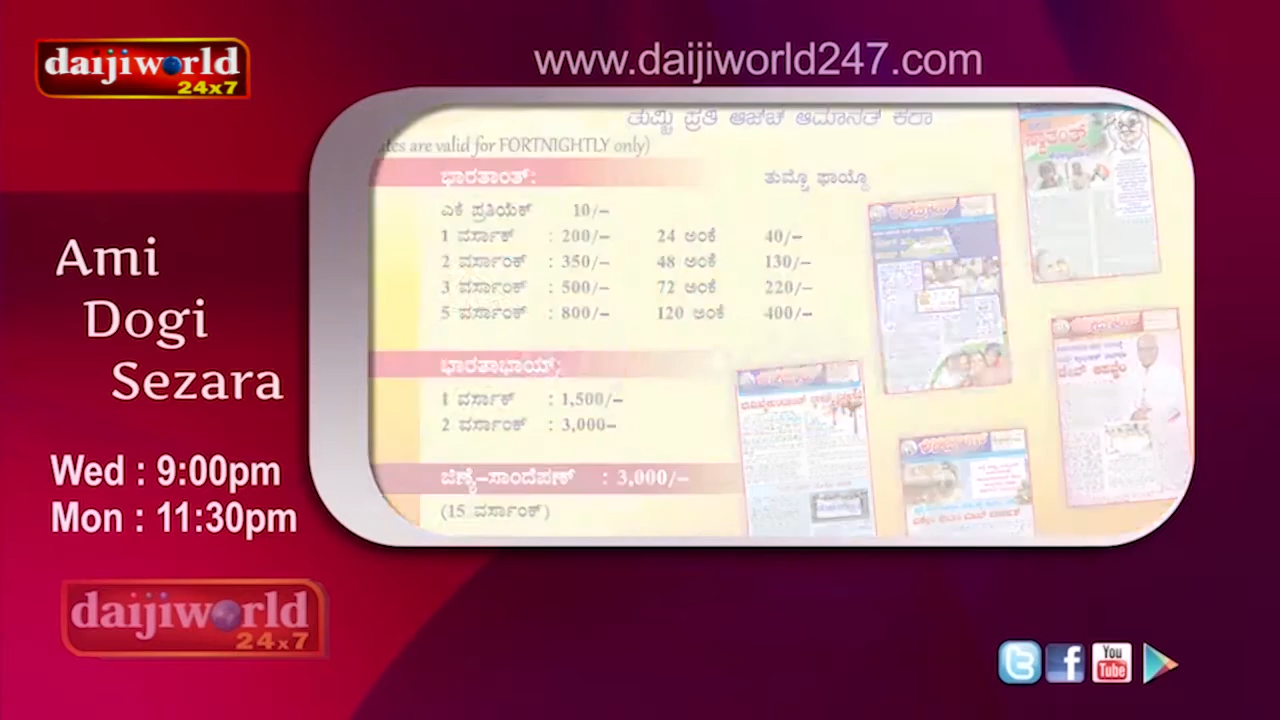 daijiworld
24x7
www.daijiworld247.com
Ami
Dogi
Sezara
Wed : 9:00pm
Mon : 11:30pm
ತುಮ್ಚಿ ಪ್ರತಿ ಆಜಚ ಆಮಾನತ್ ಕರಾ
are valid for FORTNIGHTLY only)
ಭಾರತಾಂತ್: ತುಮ್ಚೊ ಫಾಯ್ದೊ
ಎಕೆ ಪ್ರತಿಯೆಕ್ 10/-
1 ವರ್ಸಾಕ್ : 200/- 24 ಅಂಕೆ 40/-
2 ವರ್ಸಾಂಕ್ : 350/- 48 ಅಂಕೆ 130/-
3 ವರ್ಸಾಂಕ್ : 500/- 72 ಅಂಕೆ 220/-
5 ವರ್ಸಾಂಕ್ : 800/- 120 ಅಂಕೆ 400/-
ಭಾರತಾಭಾಯ್ರ್:
1 ವರ್ಸಾಕ್ : 1,500/-
2 ವರ್ಸಾಂಕ್ : 3,000-
ಜಿಣ್ಯೆ-ಸಾಂದೆಪಣ್ : 3,000/-
(15 ವರ್ಸಾಂಕ್)
daijiworld
24x7
You
Tube